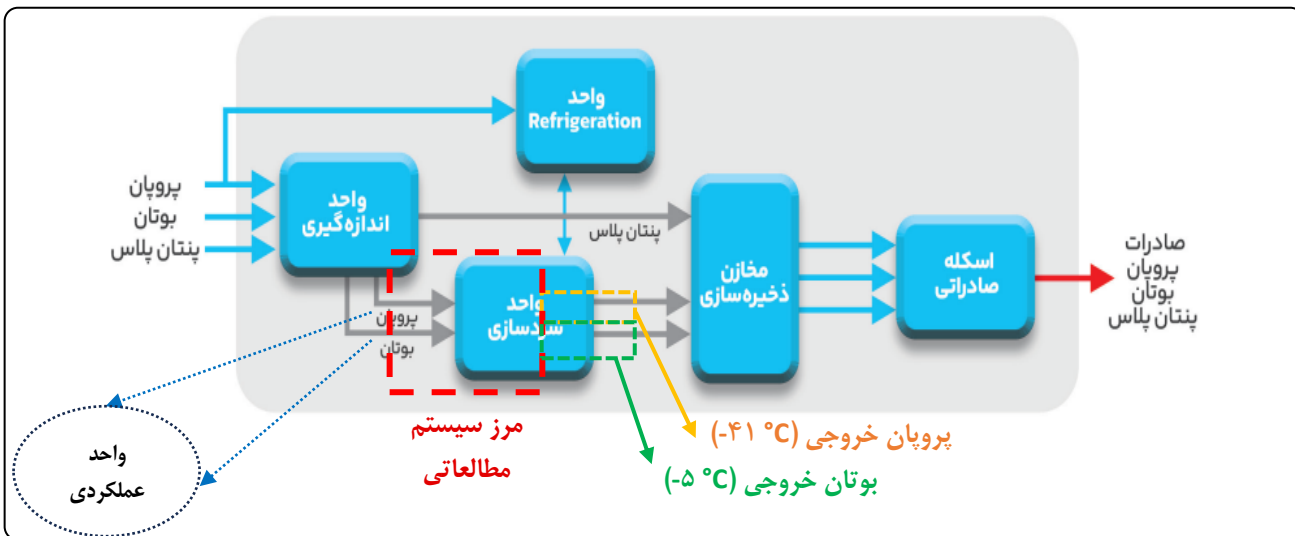 واحد
Refrigeration
پروپان
بوتان
پنتان پلاس
واحد
اندازه‌گیری
پنتان پلاس
پروپان
بوتان
واحد
سردسازی
مخازن
ذخیره‌سازی
اسکله
صادراتی
صادرات
پروپان
بوتان
پنتان پلاس
مرز سیستم
مطالعاتی
پروپان خروجی (-۴۱ °C)
بوتان خروجی (-۵ °C)
واحد
عملکردی